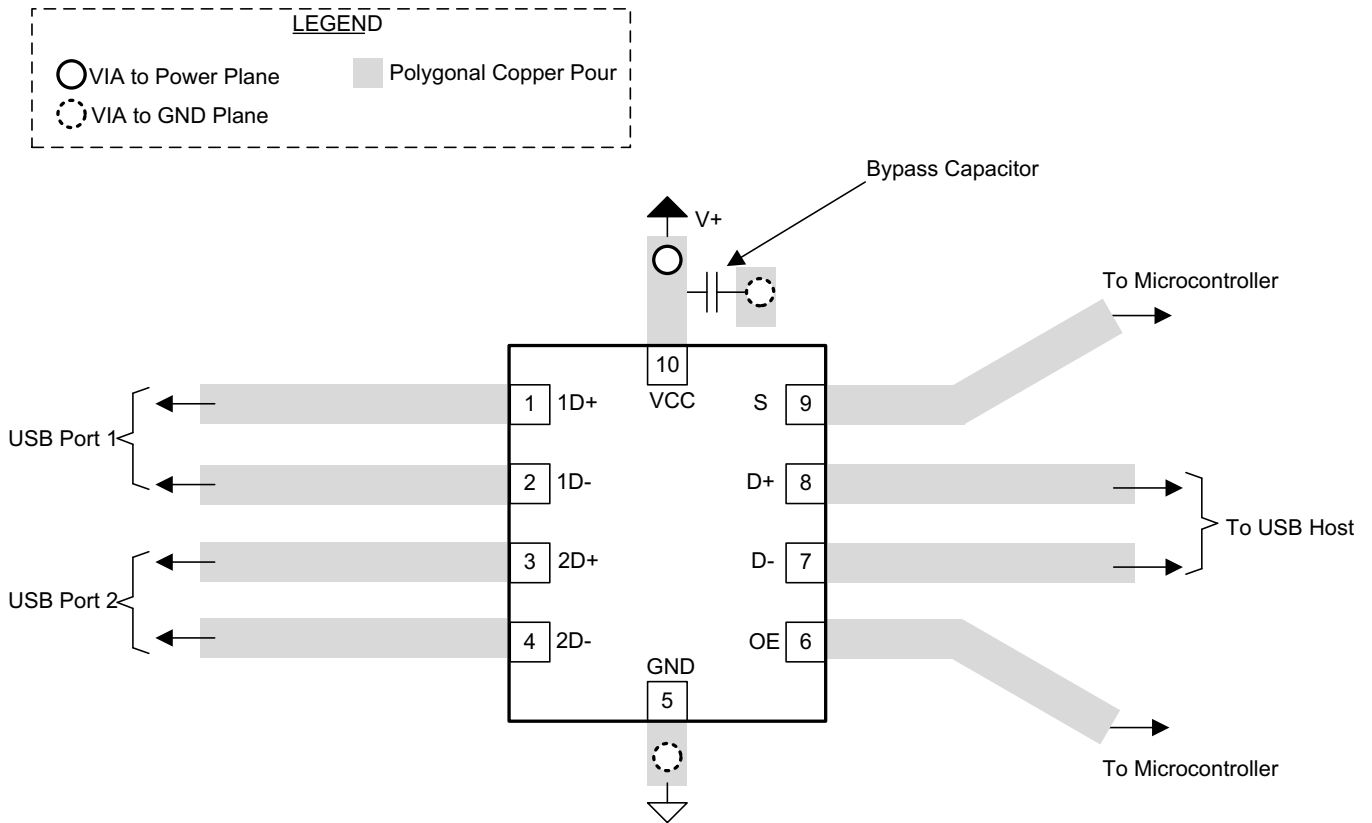 LEGEND
VIA to Power Plane
Polygonal Copper Pour
VIA to GND Plane
Bypass Capacitor
V+
To Microcontroller
10
VCC
1
1D+
S
9
USB Port 1
2
1D-
D+
8
To USB Host
3
2D+
D-
7
USB Port 2
4
2D-
OE
6
GND
5
To Microcontroller